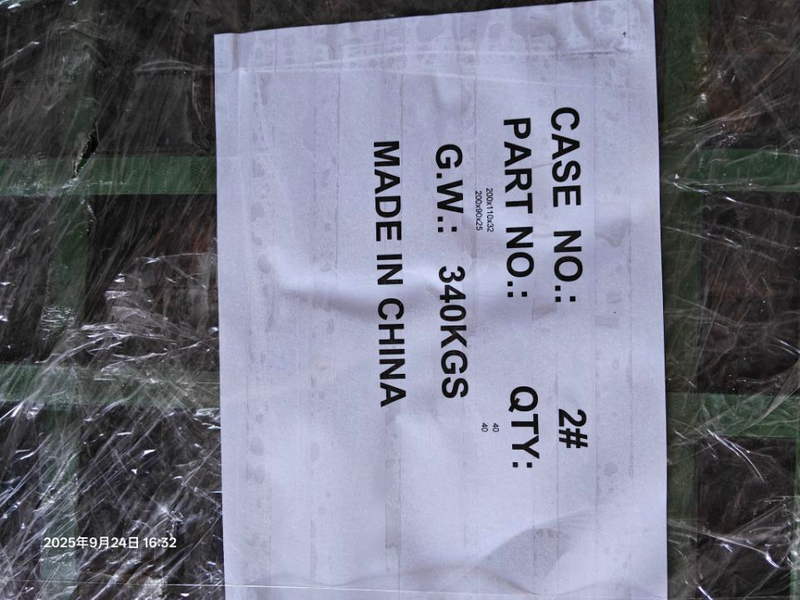 CASE NO.: 2#
PART NO.: QTY:
200x110x32 40
200x90x25 40
G.W.: 340KGS
MADE IN CHINA
2025年9月24日 16:32